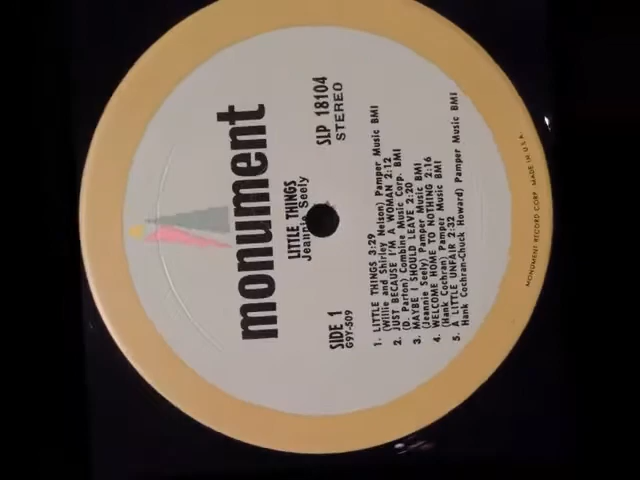 monument
LITTLE THINGS
Jeannie Seely
SLP 18104
STEREO
SIDE 1
G9Y-509
1. LITTLE THINGS 3:29
(Willie and Shirley Nelson) Pamper Music BMI
2. JUST BECAUSE I'M A WOMAN 2:12
(D. Parton) Combine Music Corp. BMI
3. MAYBE I SHOULD LEAVE 2:20
(Jeannie Seely) Pamper Music BMI
4. WELCOME HOME TO NOTHING 2:16
(Hank Cochran) Pamper Music BMI
5. A LITTLE UNFAIR 2:32
Hank Cochran-Chuck Howard) Pamper Music BMI
MONUMENT RECORD CORP. MADE IN U.S.A.